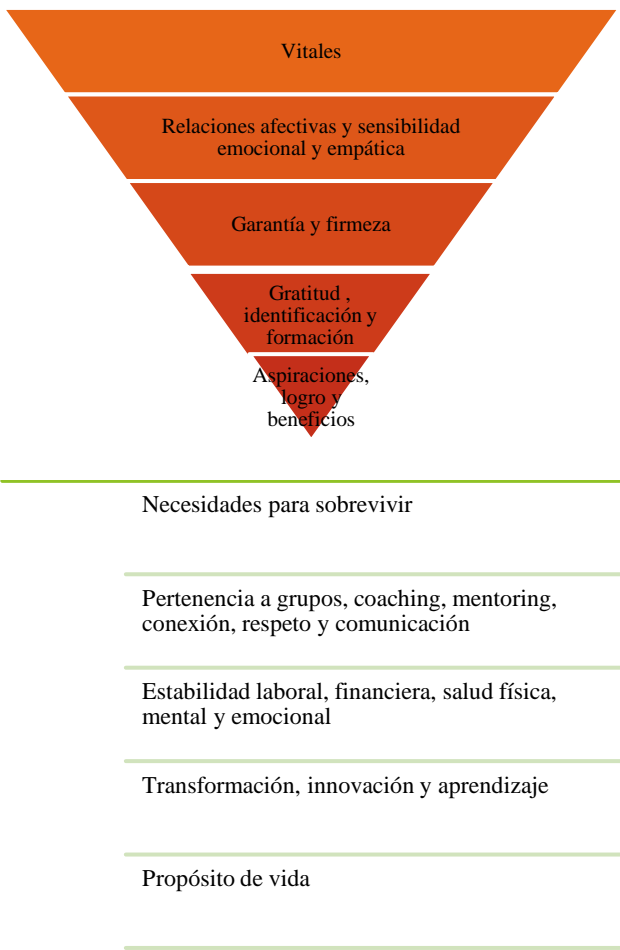 Vitales
Relaciones afectivas y sensibilidad
emocional y empática
Garantía y firmeza
Gratitud ,
identificación y
formación
Aspiraciones,
logro y
beneficios
Necesidades para sobrevivir
Pertenencia a grupos, coaching, mentoring,
conexión, respeto y comunicación
Estabilidad laboral, financiera, salud física,
mental y emocional
Transformación, innovación y aprendizaje
Propósito de vida